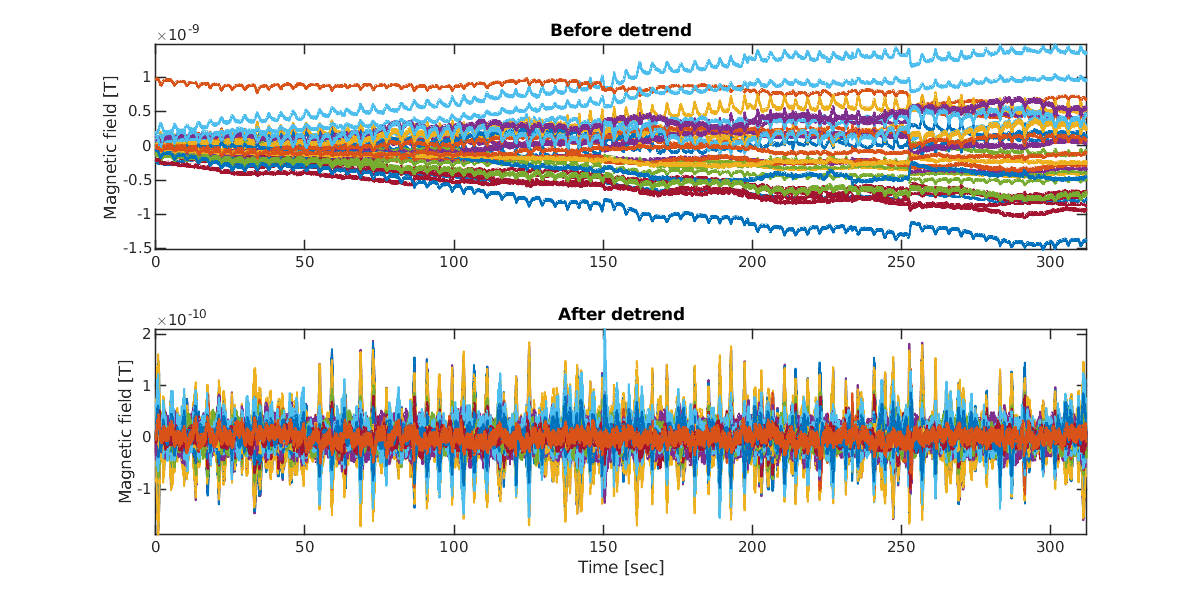 Before detrend
×10-9
Magnetic field [T]
1
0.5
0
-0.5
-1
-1.5
0 50 100 150 200 250 300
After detrend
×10-10
Magnetic field [T]
2
1
0
-1
0 50 100 150 200 250 300
Time [sec]